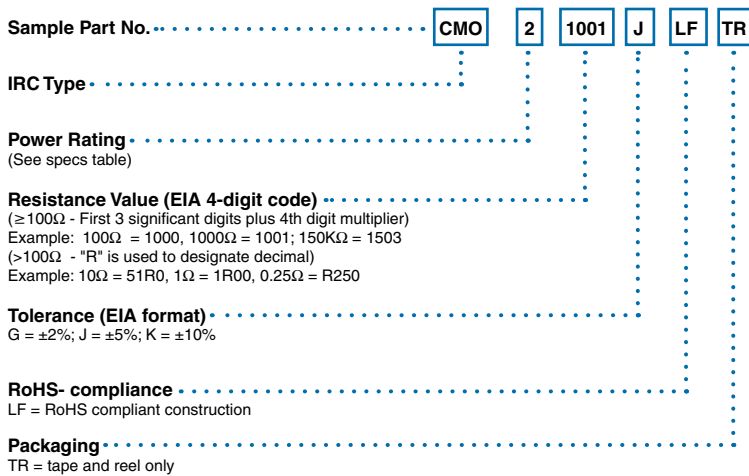 Sample Part No. CMO 2 1001 J LF TR
IRC Type
Power Rating
(See specs table)
Resistance Value (EIA 4-digit code)
(≥100Ω - First 3 significant digits plus 4th digit multiplier)
Example: 100Ω = 1000, 1000Ω = 1001; 150KΩ = 1503
(>100Ω - "R" is used to designate decimal)
Example: 10Ω = 51R0, 1Ω = 1R00, 0.25Ω = R250
Tolerance (EIA format)
G = ±2%; J = ±5%; K = ±10%
RoHS- compliance
LF = RoHS compliant construction
Packaging
TR = tape and reel only